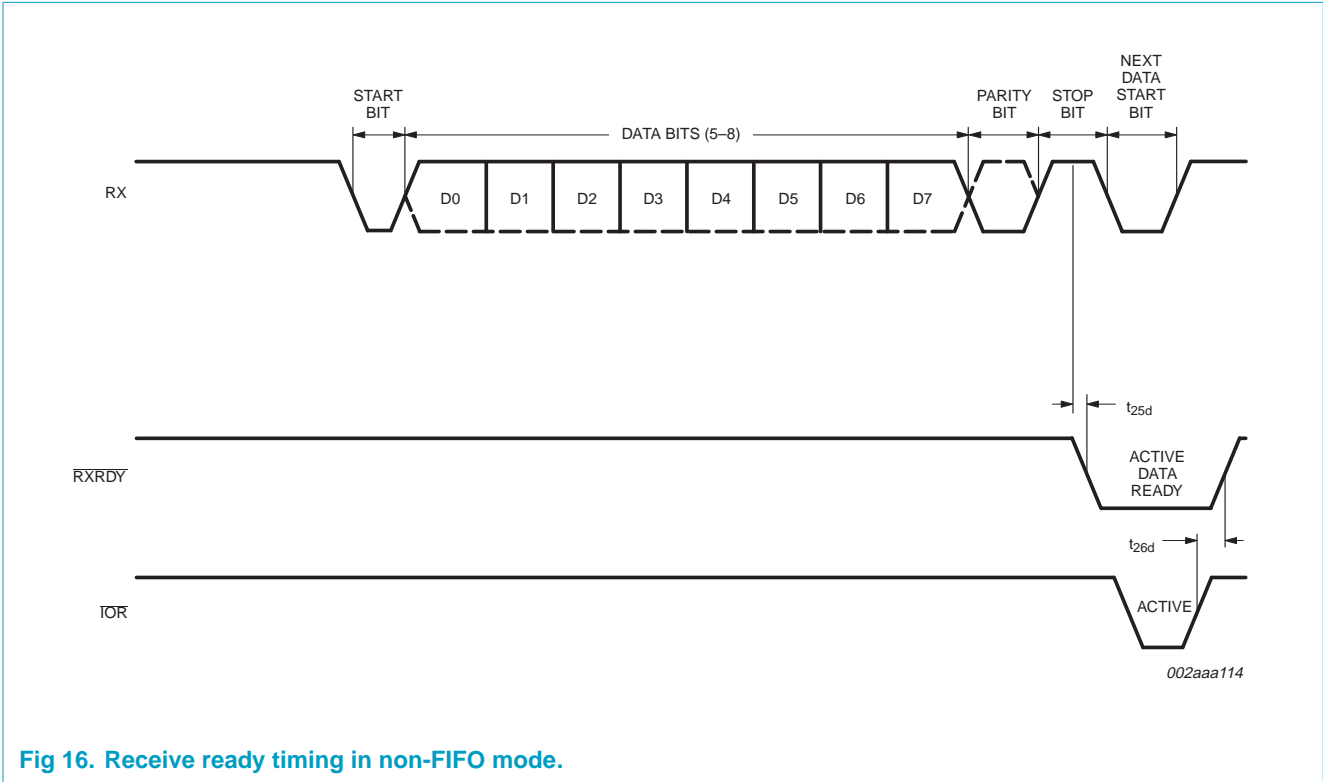 START
BIT
DATA BITS (5–8)
PARITY
BIT
STOP
BIT
NEXT
DATA
START
BIT
RX
D0 D1 D2 D3 D4 D5 D6 D7
t25d
RXRDY
ACTIVE
DATA
READY
t26d
IOR
ACTIVE
002aaa114
Fig 16. Receive ready timing in non-FIFO mode.